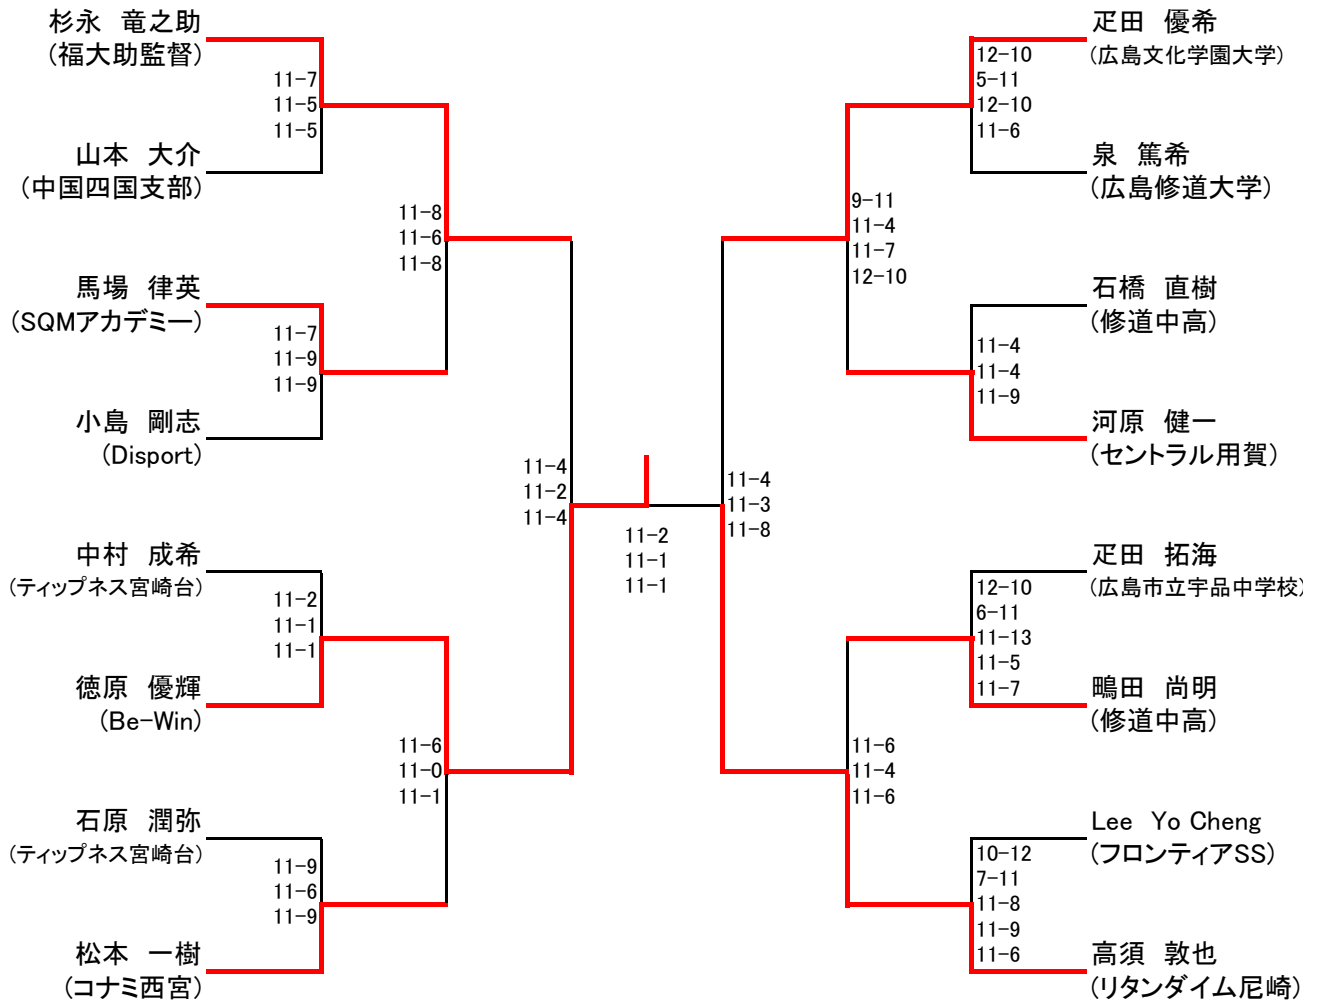 杉永 竜之助
(福大助監督)
11-7
11-5
11-5
山本 大介
(中国四国支部)
11-8
11-6
11-8
馬場 律英
(SQMアカデミー)
11-7
11-9
11-9
小島 剛志
(Disport)
11-4
11-2
11-4
中村 成希
(ティップネス宮崎台)
11-2
11-1
11-1
徳原 優輝
(Be-Win)
11-6
11-0
11-1
石原 潤弥
(ティップネス宮崎台)
11-9
11-6
11-9
松本 一樹
(コナミ西宮)
11-2
11-1
11-1
疋田 優希
(広島文化学園大学)
12-10
5-11
12-10
11-6
泉 篤希
(広島修道大学)
9-11
11-4
11-7
12-10
石橋 直樹
(修道中高)
11-4
11-4
11-9
河原 健一
(セントラル用賀)
11-4
11-3
11-8
疋田 拓海
(広島市立宇品中学校)
12-10
6-11
11-13
11-5
11-7
鴫田 尚明
(修道中高)
11-6
11-4
11-6
Lee Yo Cheng
(フロンティアSS)
10-12
7-11
11-8
11-9
11-6
高須 敦也
(リタンダイム尼崎)